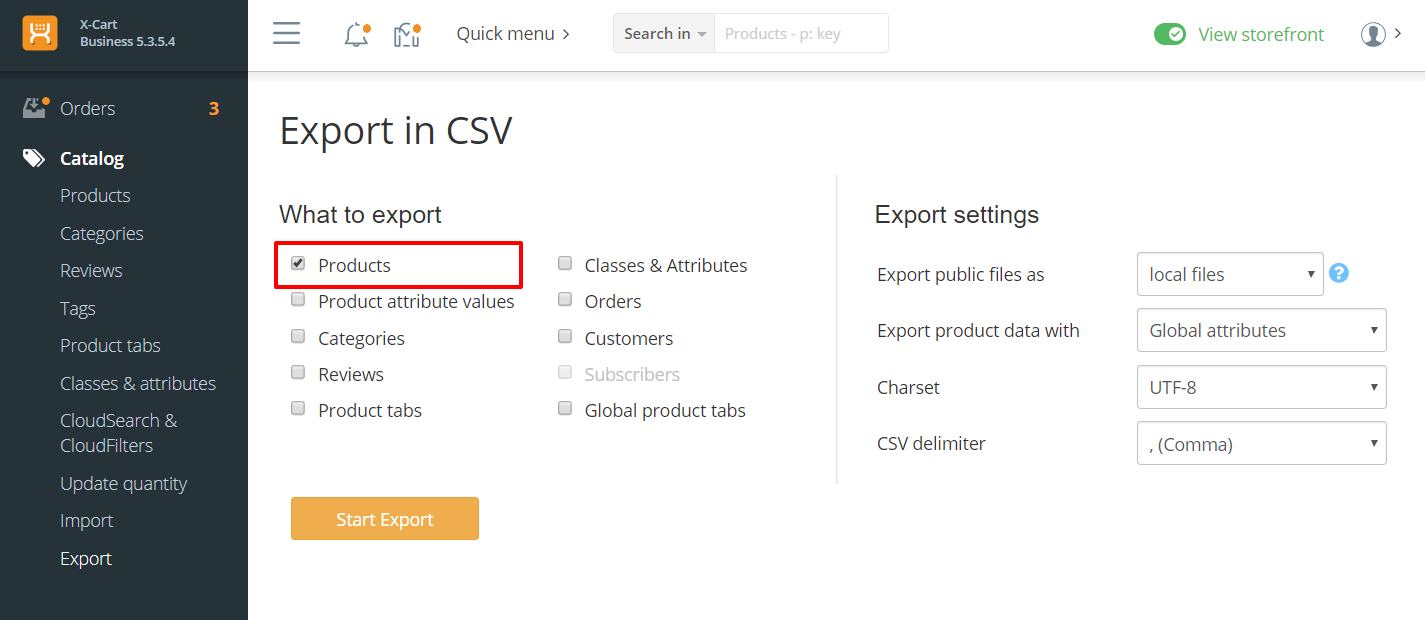 X-Cart
Business 5.3.5.4
Quick menu
Search in
Products - p: key
View storefront
Orders
3
Catalog
Products
Categories
Reviews
Tags
Product tabs
Classes & attributes
CloudSearch &
CloudFilters
Update quantity
Import
Export
Export in CSV
What to export
Products
Classes & Attributes
Product attribute values
Orders
Categories
Customers
Reviews
Subscribers
Product tabs
Global product tabs
Start Export
Export settings
Export public files as
local files
?
Export product data with
Global attributes
Charset
UTF-8
CSV delimiter
, (Comma)